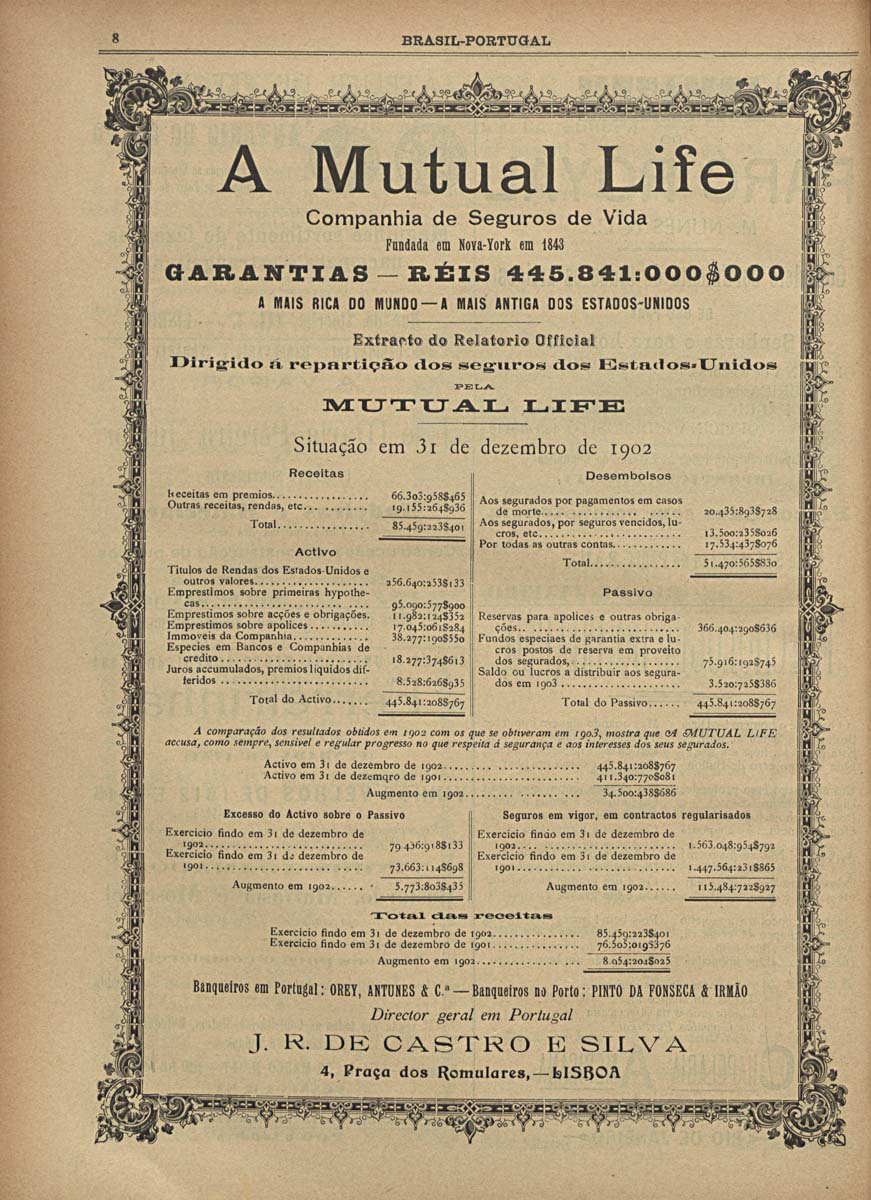 8
BRASIL-PORTUGAL
A Mutual Life
Companhia de Seguros de Vida
Fundada em Nova-York em 1843
GARANTIAS — RÉIS 445.841:000$000
A MAIS RICA DO MUNDO — A MAIS ANTIGA DOS ESTADOS-UNIDOS
Extracto do Relatorio Official
Dirigido á repartição dos seguros dos Estados-Unidos
PELA
MUTUAL LIFE
Situação em 31 de dezembro de 1902
Receitas
Receitas em premios................ 66.303:958$465
Outras receitas, rendas, etc... ........ 19.155:264$936
Total................ 85.459:223$401
Activo
Titulos de Rendas dos Estados-Unidos e
outros valores.................... 256.640:253$133
Emprestimos sobre primeiras hypothe-
cas.............................. 95.090:577$900
Emprestimos sobre acções e obrigações. 11.982:124$352
Emprestimos sobre apolices........... 17.045:061$284
Immoveis da Companhia............. 38.277:190$550
Especies em Bancos e Companhias de
credito.......................... 18.277:374$613
Juros accumulados, premios liquidos dif-
feridos.......................... 8.528:626$935
Total do Activo....... 445.841:208$767
Desembolsos
Aos segurados por pagamentos em casos
de morte.................... ...... 20.435:893$728
Aos segurados, por seguros vencidos, lu-
cros, etc.......................... 13.500:235$026
Por todas as outras contas............ 17.534:437$076
Total................ 51.470:565$830
Passivo
Reservas para apolices e outras obriga-
ções............................. 366.404:290$636
Fundos especiaes de garantia extra e lu-
cros postos de reserva em proveito
dos segurados,.................... 75.916:192$745
Saldo ou lucros a distribuir aos segura-
dos em 1903....................... 3.520:725$386
Total do Passivo...... 445.841:208$767
A comparação dos resultados obtidos em 1902 com os que se obtiveram em 1903, mostra que A MUTUAL LIFE
accusa, como sempre, sensivel e regular progresso no que respeita á segurança e aos interesses dos seus segurados.
Activo em 31 de dezembro de 1902........................ 445.841:208$767
Activo em 31 de dezemqro de 1901........................ 411.340:770$081
Augmento em 1902.................... 34.500:438$686
Excesso do Activo sobre o Passivo
Exercicio findo em 31 de dezembro de
1902............................. 79.436:918$133
Exercicio findo em 31 de dezembro de
1901............................. 73.663:114$698
Augmento em 1902...... 5.773:803$435
Seguros em vigor, em contractos regularisados
Exercicio findo em 31 de dezembro de
1902............................. 1.563.048:954$792
Exercicio findo em 31 de dezembro de
1901............................. 1.447.564:231$865
Augmento em 1902...... 115.484:722$927
Total das receitas
Exercicio findo em 31 de dezembro de 1902................ 85.459:223$401
Exercicio findo em 31 de dezembro de 1901................ 76.505:019$376
Augmento em 1902.................... 8.954:204$025
Banqueiros em Portugal: OREY, ANTUNES & C.ª — Banqueiros no Porto: PINTO DA FONSECA & IRMÃO
Director geral em Portugal
J. R. DE CASTRO E SILVA
4, Praça dos Romulares,—LISBOA